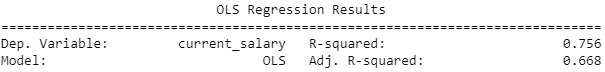 OLS Regression Results
==============================================================================
Dep. Variable: current_salary R-squared: 0.756
Model: OLS Adj. R-squared: 0.668